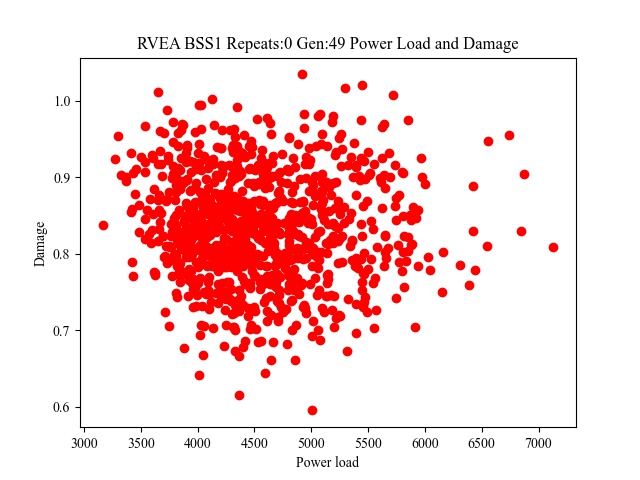 RVEA BSS1 Repeats:0 Gen:49 Power Load and Damage
Damage
1.0
0.9
0.8
0.7
0.6
3000 3500 4000 4500 5000 5500 6000 6500 7000
Power load